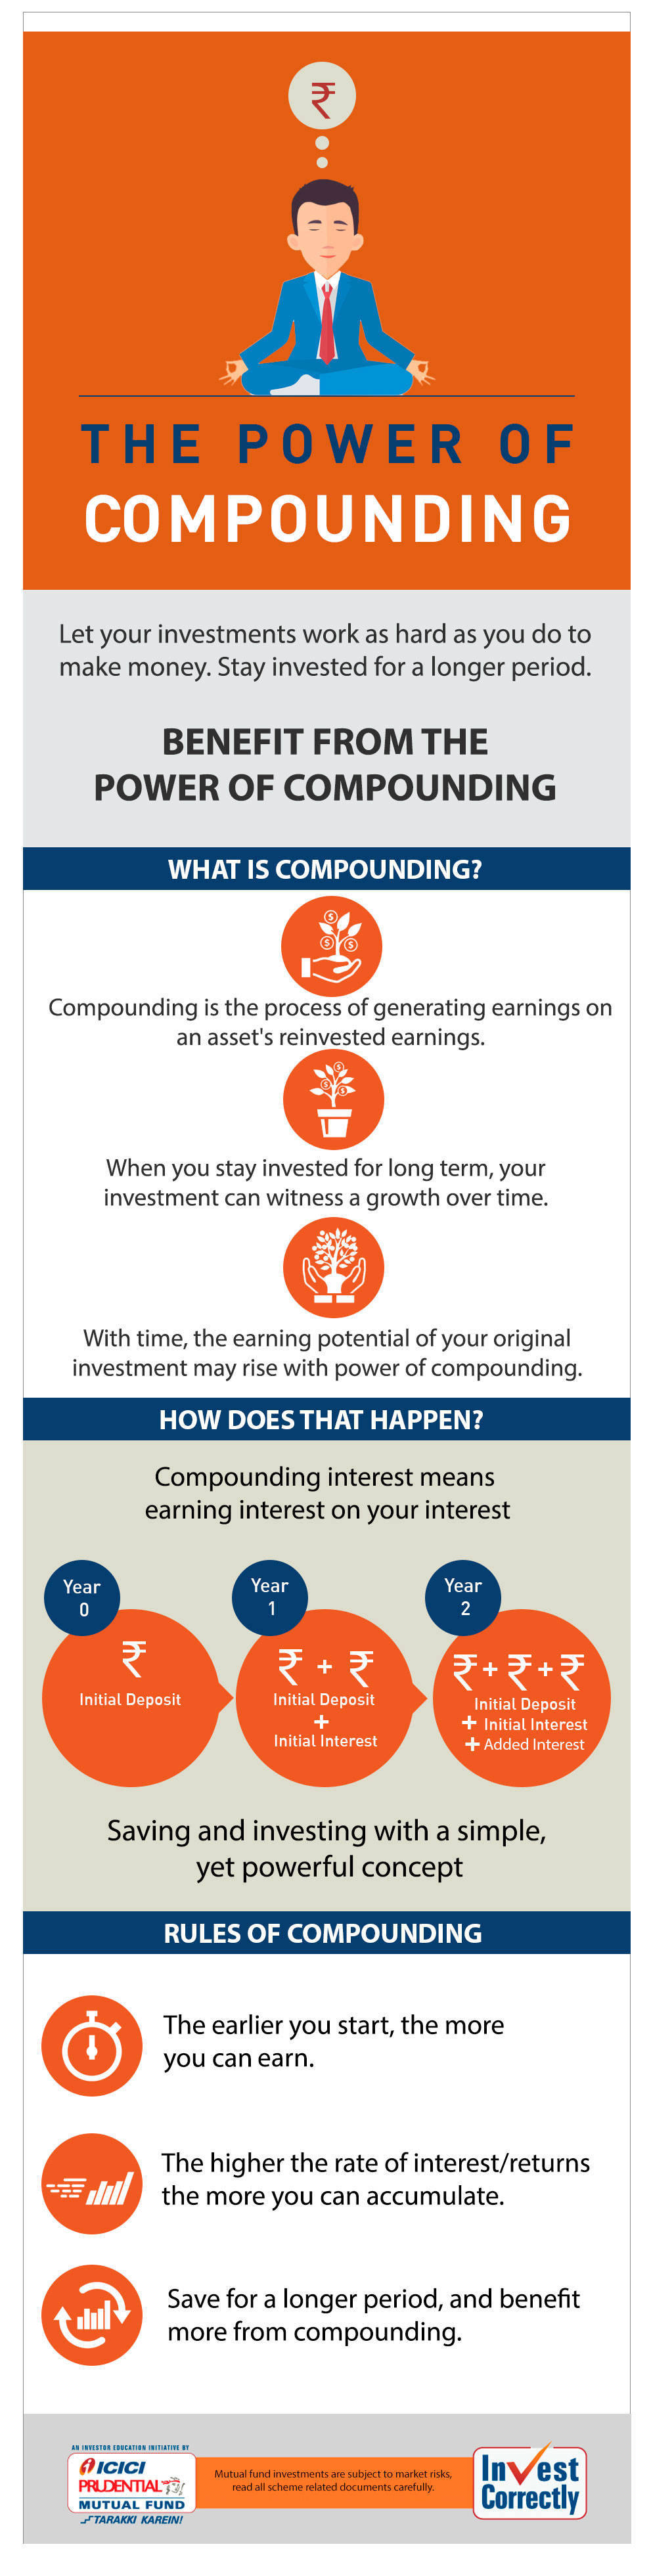 ₹
THE POWER OF
COMPOUNDING
Let your investments work as hard as you do to
make money. Stay invested for a longer period.
BENEFIT FROM THE
POWER OF COMPOUNDING
WHAT IS COMPOUNDING?
Compounding is the process of generating earnings on
an asset's reinvested earnings.
When you stay invested for long term, your
investment can witness a growth over time.
With time, the earning potential of your original
investment may rise with power of compounding.
HOW DOES THAT HAPPEN?
Compounding interest means
earning interest on your interest
Year
0
₹
Initial Deposit
Year
1
₹ + ₹
Initial Deposit
+
Initial Interest
Year
2
₹+₹+₹
Initial Deposit
+ Initial Interest
+ Added Interest
Saving and investing with a simple,
yet powerful concept
RULES OF COMPOUNDING
The earlier you start, the more
you can earn.
The higher the rate of interest/returns
the more you can accumulate.
Save for a longer period, and benefit
more from compounding.
AN INVESTOR EDUCATION INITIATIVE BY
ICICI
PRUDENTIAL
MUTUAL FUND
TARAKKI KAREIN!
Mutual fund investments are subject to market risks,
read all scheme related documents carefully.
Invest
Correctly